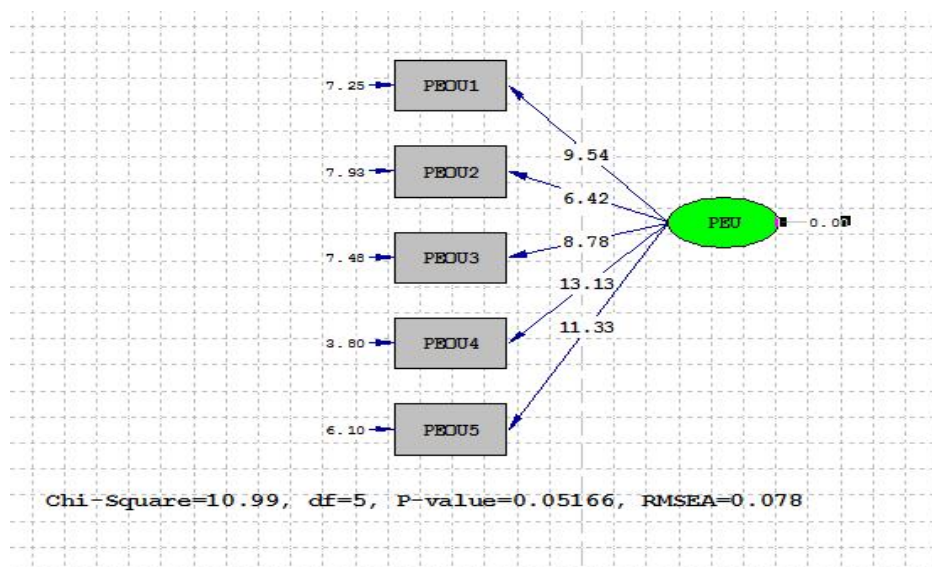 7.25 PEOU1
9.54
7.93 PEOU2
6.42
PEU 0.00
7.48 PEOU3
8.78
13.13
11.33
3.80 PEOU4
6.10 PEOU5
Chi-Square=10.99, df=5, P-value=0.05166, RMSEA=0.078